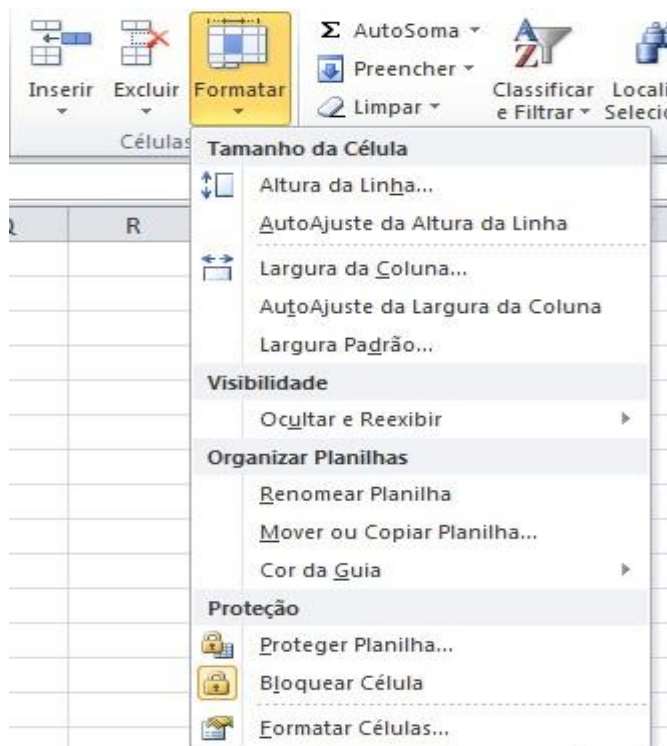 Σ AutoSoma
Preencher
Limpar
Inserir Excluir Formatar
Classificar e Filtrar
Células
Tamanho da Célula
Altura da Linha...
AutoAjuste da Altura da Linha
R
Largura da Coluna...
AutoAjuste da Largura da Coluna
Largura Padrão...
Visibilidade
Ocultar e Reexibir
Organizar Planilhas
Renomear Planilha
Mover ou Copiar Planilha...
Cor da Guia
Proteção
Proteger Planilha...
Bloquear Célula
Formatar Células...